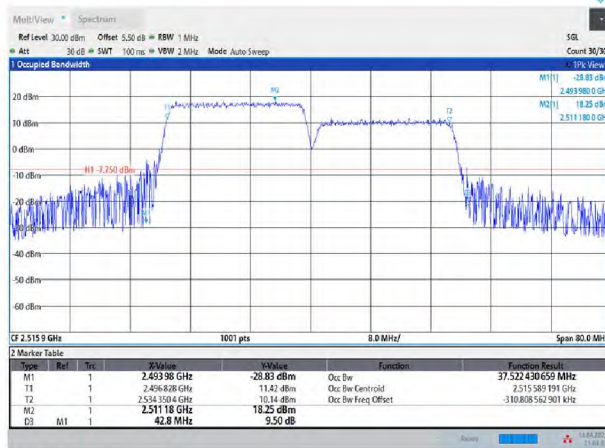 MultiView Spectrum
Ref Level 30.00 dBm Offset 5.50 dB RBW 1 MHz SGL
Att 30 dB SWT 100 ms VBW 2 MHz Mode Auto Sweep Count 30/30
1 Occupied Bandwidth 1Pk View
M1[1] -28.83 dBm
2.493980 0 GHz
M2[1] 18.25 dBm
2.511180 0 GHz
M2
T1
T2
20 dBm
10 dBm
0 dBm
H1 -7.750 dBm
-10 dBm
-20 dBm
-30 dBm
-40 dBm
-50 dBm
-60 dBm
CF 2.515 9 GHz 1001 pts 8.0 MHz/ Span 80.0 MHz
2 Marker Table
Type Ref Trc X-Value Y-Value Function Function Result
M1 1 2.493 98 GHz -28.83 dBm Occ Bw 37.522 430 659 MHz
T1 1 2.496 828 GHz 11.42 dBm Occ Bw Centroid 2.515 589 191 GHz
T2 1 2.534 350 4 GHz 10.14 dBm Occ Bw Freq Offset -310.808 562 901 kHz
M2 1 2.511 18 GHz 18.25 dBm
D3 M1 1 42.8 MHz 9.50 dB
Ready